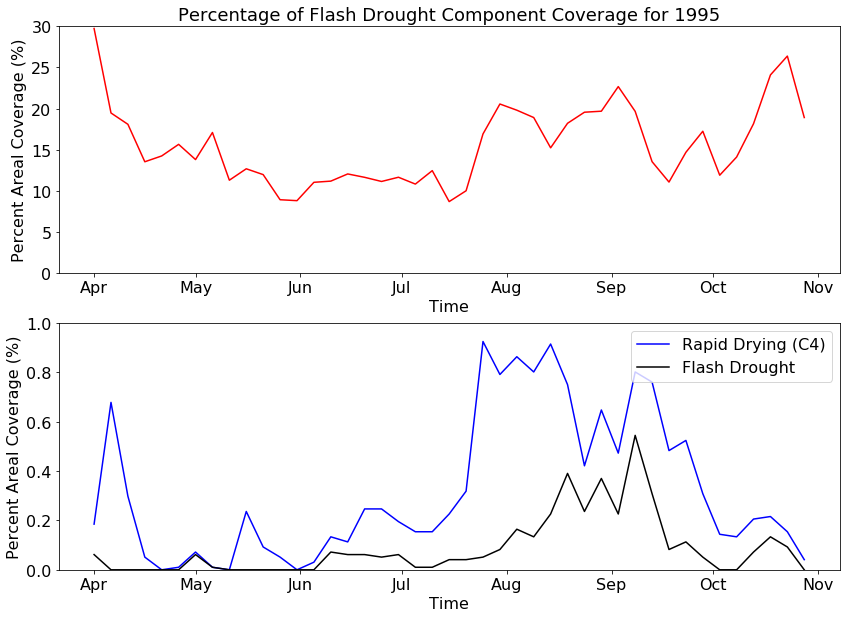 Percentage of Flash Drought Component Coverage for 1995
Percent Areal Coverage (%)
30
25
20
15
10
5
0
Apr May Jun Jul Aug Sep Oct Nov
Time
Percent Areal Coverage (%)
1.0
0.8
0.6
0.4
0.2
0.0
Rapid Drying (C4)
Flash Drought
Apr May Jun Jul Aug Sep Oct Nov
Time